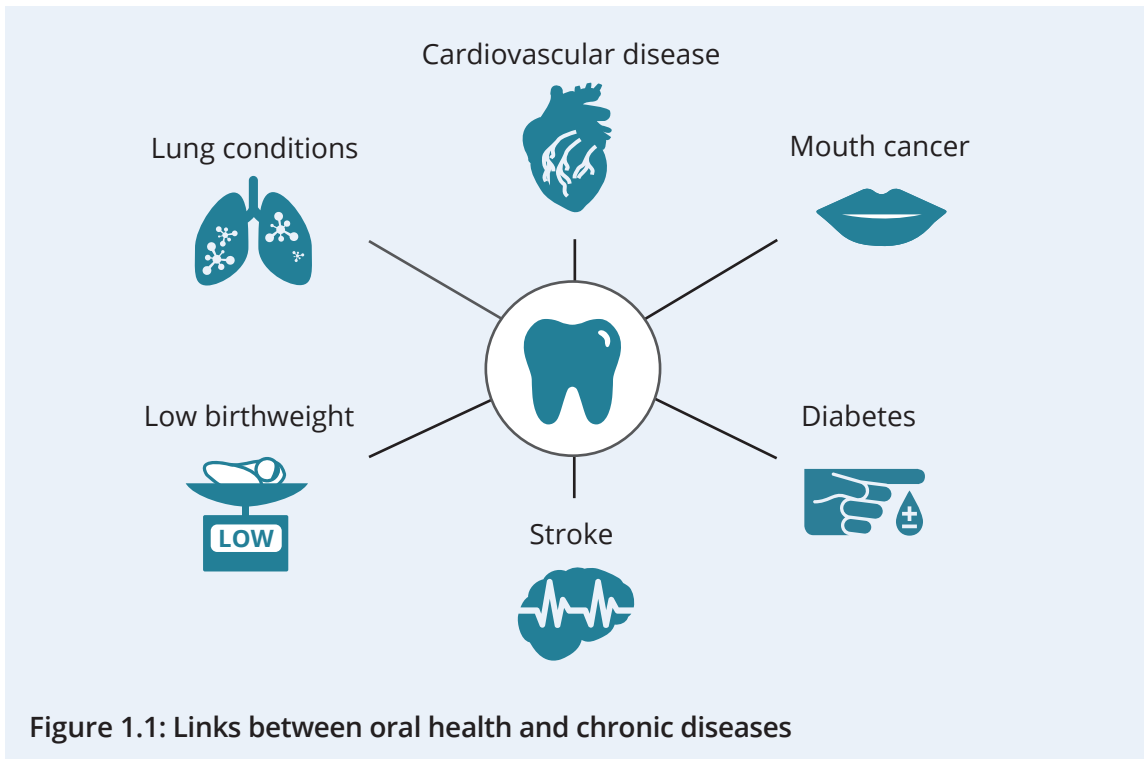 Cardiovascular disease
Lung conditions
Mouth cancer
Low birthweight
LOW
Diabetes
Stroke
Figure 1.1: Links between oral health and chronic diseases